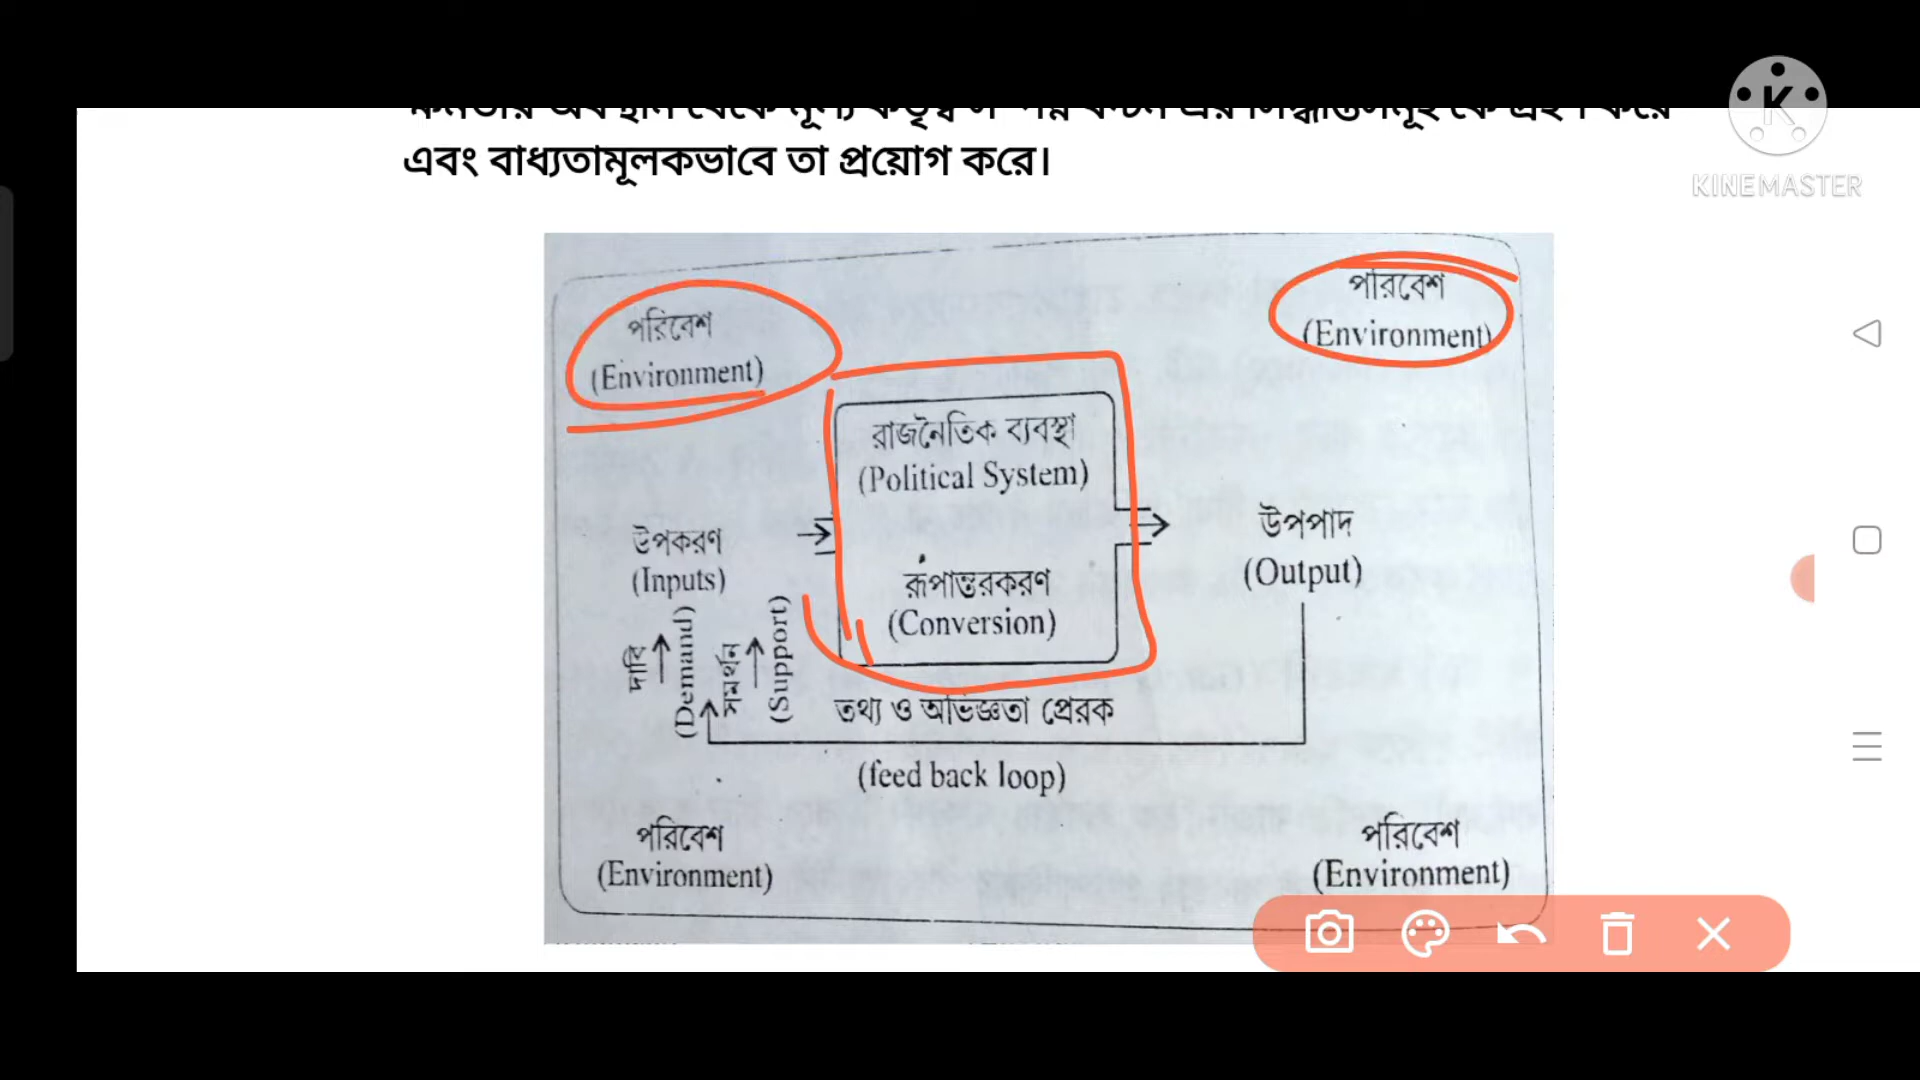 এবং বাধ্যতামূলকভাবে তা প্রয়োগ করে।
KINEMASTER
পরিবেশ
(Environment)
পরিবেশ
(Environment)
রাজনৈতিক ব্যবস্থা
(Political System)
উপকরণ
(Inputs)
রূপান্তরকরণ
(Conversion)
উপপাদ
(Output)
দাবি
(Demand)
সমর্থন
(Support)
তথ্য ও অভিজ্ঞতা প্রেরক
(feed back loop)
পরিবেশ
(Environment)
পরিবেশ
(Environment)